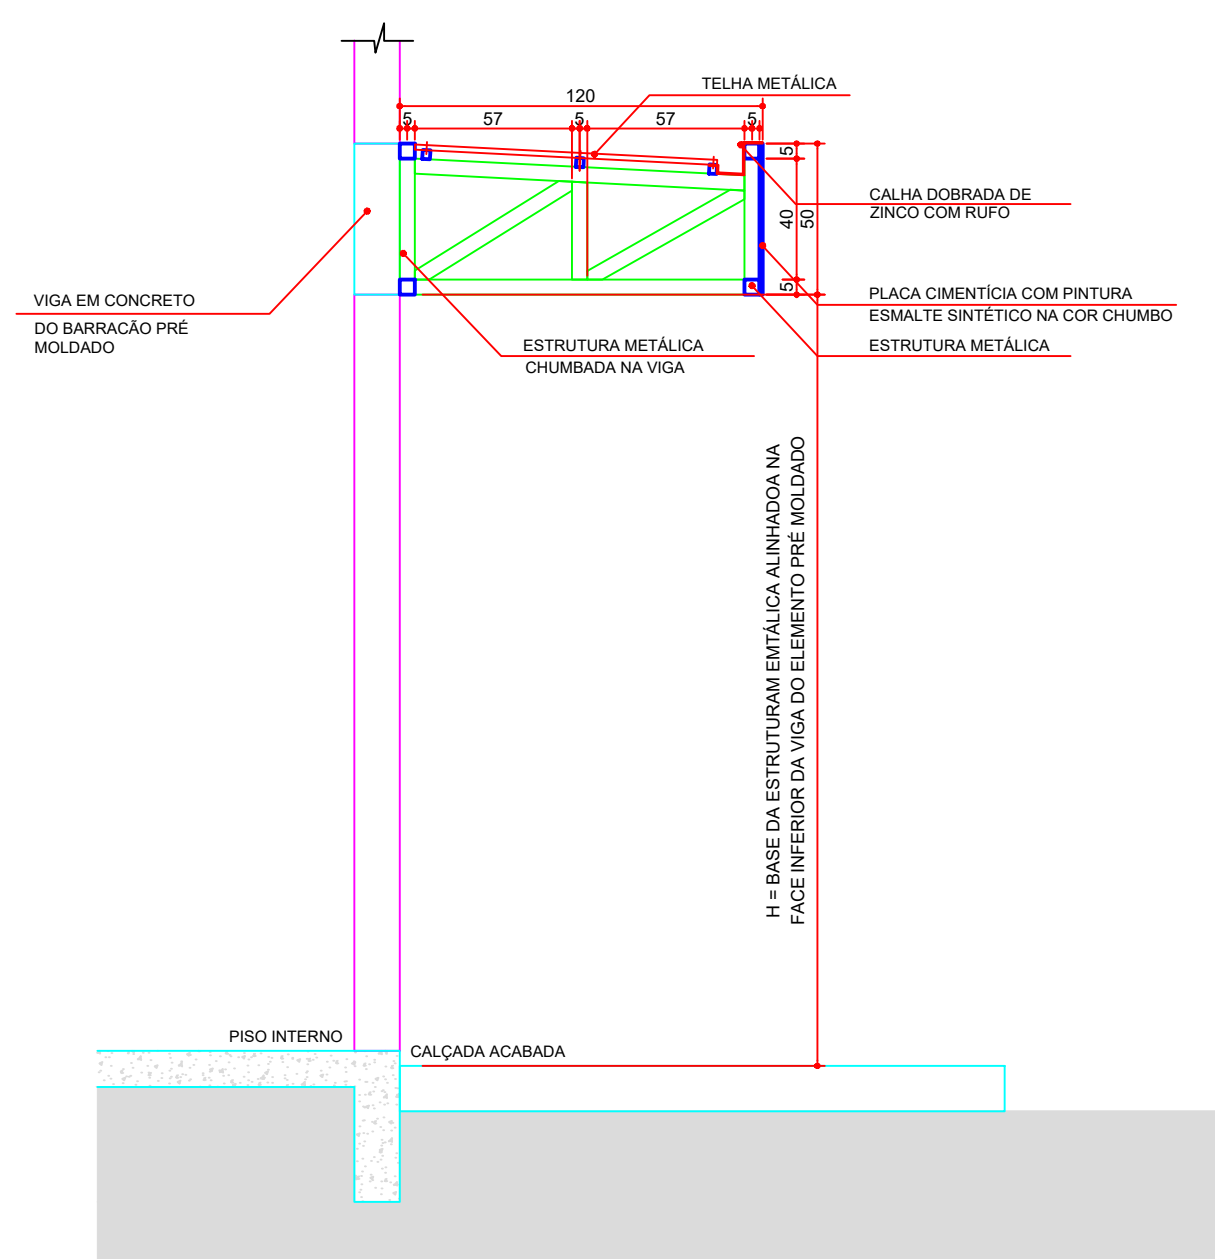 TELHA METÁLICA
120
5
57
5
57
5
5
CALHA DOBRADA DE
ZINCO COM RUFO
40
50
5
PLACA CIMENTÍCIA COM PINTURA
ESMALTE SINTÉTICO NA COR CHUMBO
VIGA EM CONCRETO
DO BARRACÃO PRÉ
MOLDADO
ESTRUTURA METÁLICA
CHUMBADA NA VIGA
ESTRUTURA METÁLICA
H = BASE DA ESTRUTURAM EMTÁLICA ALINHADOA NA
FACE INFERIOR DA VIGA DO ELEMENTO PRÉ MOLDADO
PISO INTERNO
CALÇADA ACABADA